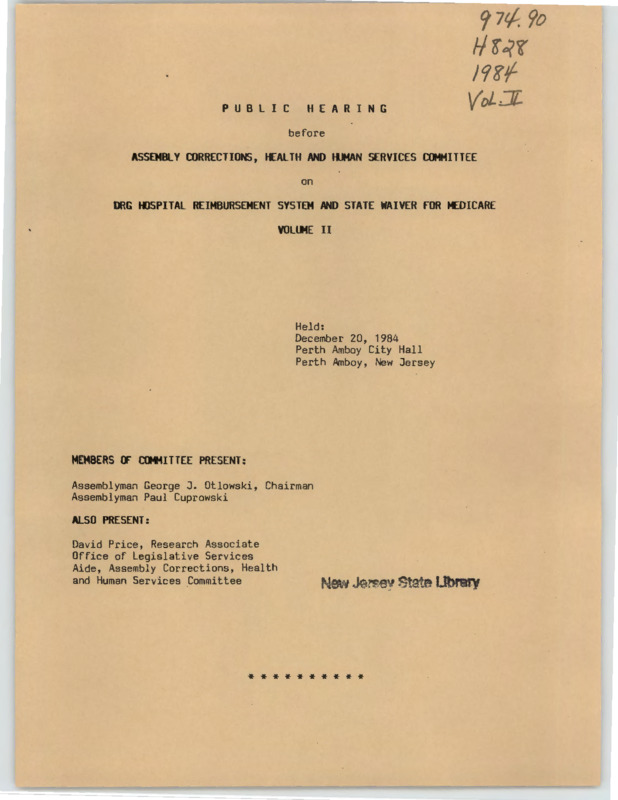 974.90
H828
1984
Vol. II
PUBLIC HEARING
before
ASSEMBLY CORRECTIONS, HEALTH AND HUMAN SERVICES COMMITTEE
on
DRG HOSPITAL REIMBURSEMENT SYSTEM AND STATE WAIVER FOR MEDICARE
VOLUME II
Held:
December 20, 1984
Perth Amboy City Hall
Perth Amboy, New Jersey
MEMBERS OF COMMITTEE PRESENT:
Assemblyman George J. Otlowski, Chairman
Assemblyman Paul Cuprowski
ALSO PRESENT:
David Price, Research Associate
Office of Legislative Services
Aide, Assembly Corrections, Health
and Human Services Committee
New Jersey State Library
* * * * * * * * * *